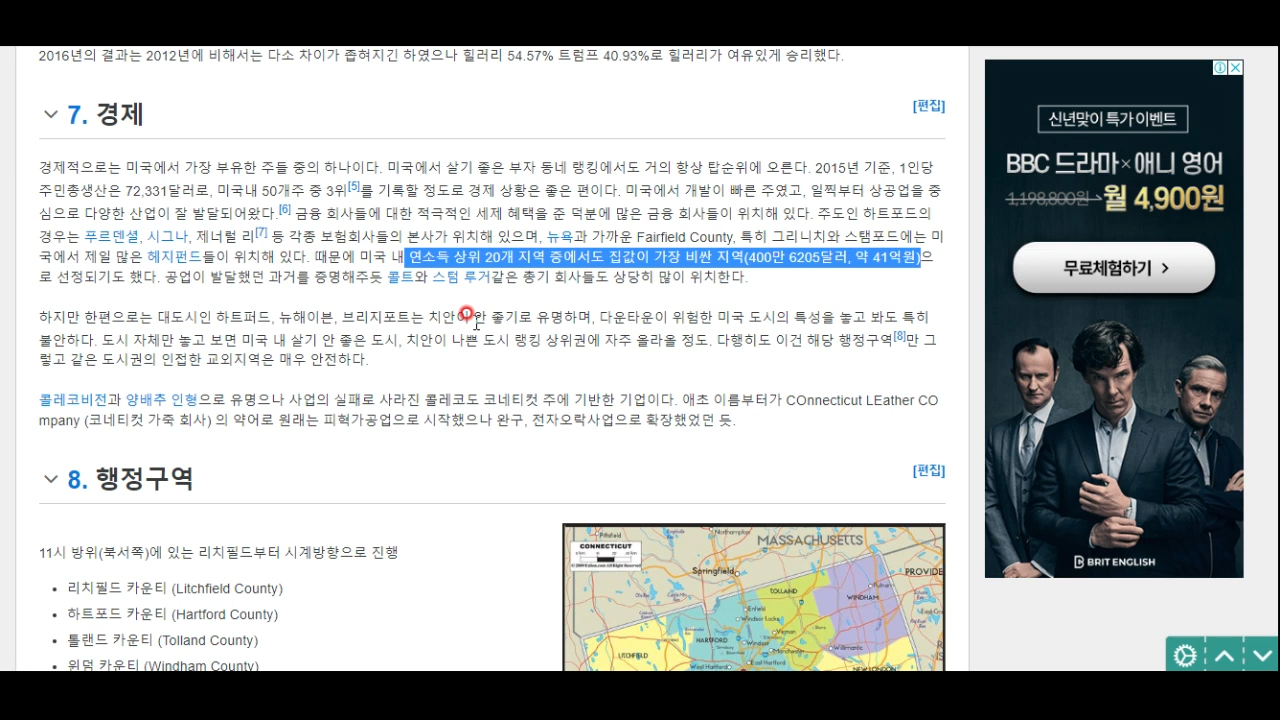 2016년의 결과는 2012년에 비해서는 다소 차이가 좁혀지긴 하였으나 힐러리 54.57% 트럼프 40.93%로 힐러리가 여유있게 승리했다.
7. 경제
[편집]
경제적으로는 미국에서 가장 부유한 주들 중의 하나이다. 미국에서 살기 좋은 부자 동네 랭킹에서도 거의 항상 탑순위에 오른다. 2015년 기준, 1인당
주민총생산은 72,331달러로, 미국내 50개주 중 3위[5]를 기록할 정도로 경제 상황은 좋은 편이다. 미국에서 개발이 빠른 주였고, 일찍부터 상공업을 중
심으로 다양한 산업이 잘 발달되어왔다.[6] 금융 회사들에 대한 적극적인 세제 혜택을 준 덕분에 많은 금융 회사들이 위치해 있다. 주도인 하트포드의
경우는 푸르덴셜, 시그나, 제너럴 리[7] 등 각종 보험회사들의 본사가 위치해 있으며, 뉴욕과 가까운 Fairfield County, 특히 그리니치와 스탬포드에는 미
국에서 제일 많은 헤지펀드들이 위치해 있다. 때문에 미국 내 연소득 상위 20개 지역 중에서도 집값이 가장 비싼 지역(400만 6205달러, 약 41억원)으
로 선정되기도 했다. 공업이 발달했던 과거를 증명해주듯 콜트와 스텀 루거같은 총기 회사들도 상당히 많이 위치한다.
하지만 한편으로는 대도시인 하트퍼드, 뉴헤이븐, 브리지포트는 치안이 안 좋기로 유명하며, 다운타운이 위험한 미국 도시의 특성을 놓고 봐도 특히
불안하다. 도시 자체만 놓고 보면 미국 내 살기 안 좋은 도시, 치안이 나쁜 도시 랭킹 상위권에 자주 올라올 정도. 다행히도 이건 해당 행정구역[8]만 그
렇고 같은 도시권의 인접한 교외지역은 매우 안전하다.
콜레코비전과 양배추 인형으로 유명으나 사업의 실패로 사라진 콜레코도 코네티컷 주에 기반한 기업이다. 애초 이름부터가 COnnecticut LEather CO
mpany (코네티컷 가죽 회사) 의 약어로 원래는 피혁가공업으로 시작했으나 완구, 전자오락사업으로 확장했었던 듯.
8. 행정구역
[편집]
11시 방위(북서쪽)에 있는 리치필드부터 시계방향으로 진행
• 리치필드 카운티 (Litchfield County)
• 하트포드 카운티 (Hartford County)
• 톨랜드 카운티 (Tolland County)
• 윈덤 카운티 (Windham County)
CONNECTICUT
Pittsfield
Northampton
MASSACHUSETTS
Springfield
PROVIDE
TOLLAND
WINDHAM
Enfield
Windsor Locks
HARTFORD
Vernon
Windsor
Manchester
Willimantic
LITCHFIELD
West Hartford
East Hartford
NEW LONDON
신년맞이 특가 이벤트
BBC 드라마×애니 영어
1,198,800원→월 4,900원
무료체험하기 >
BRIT ENGLISH